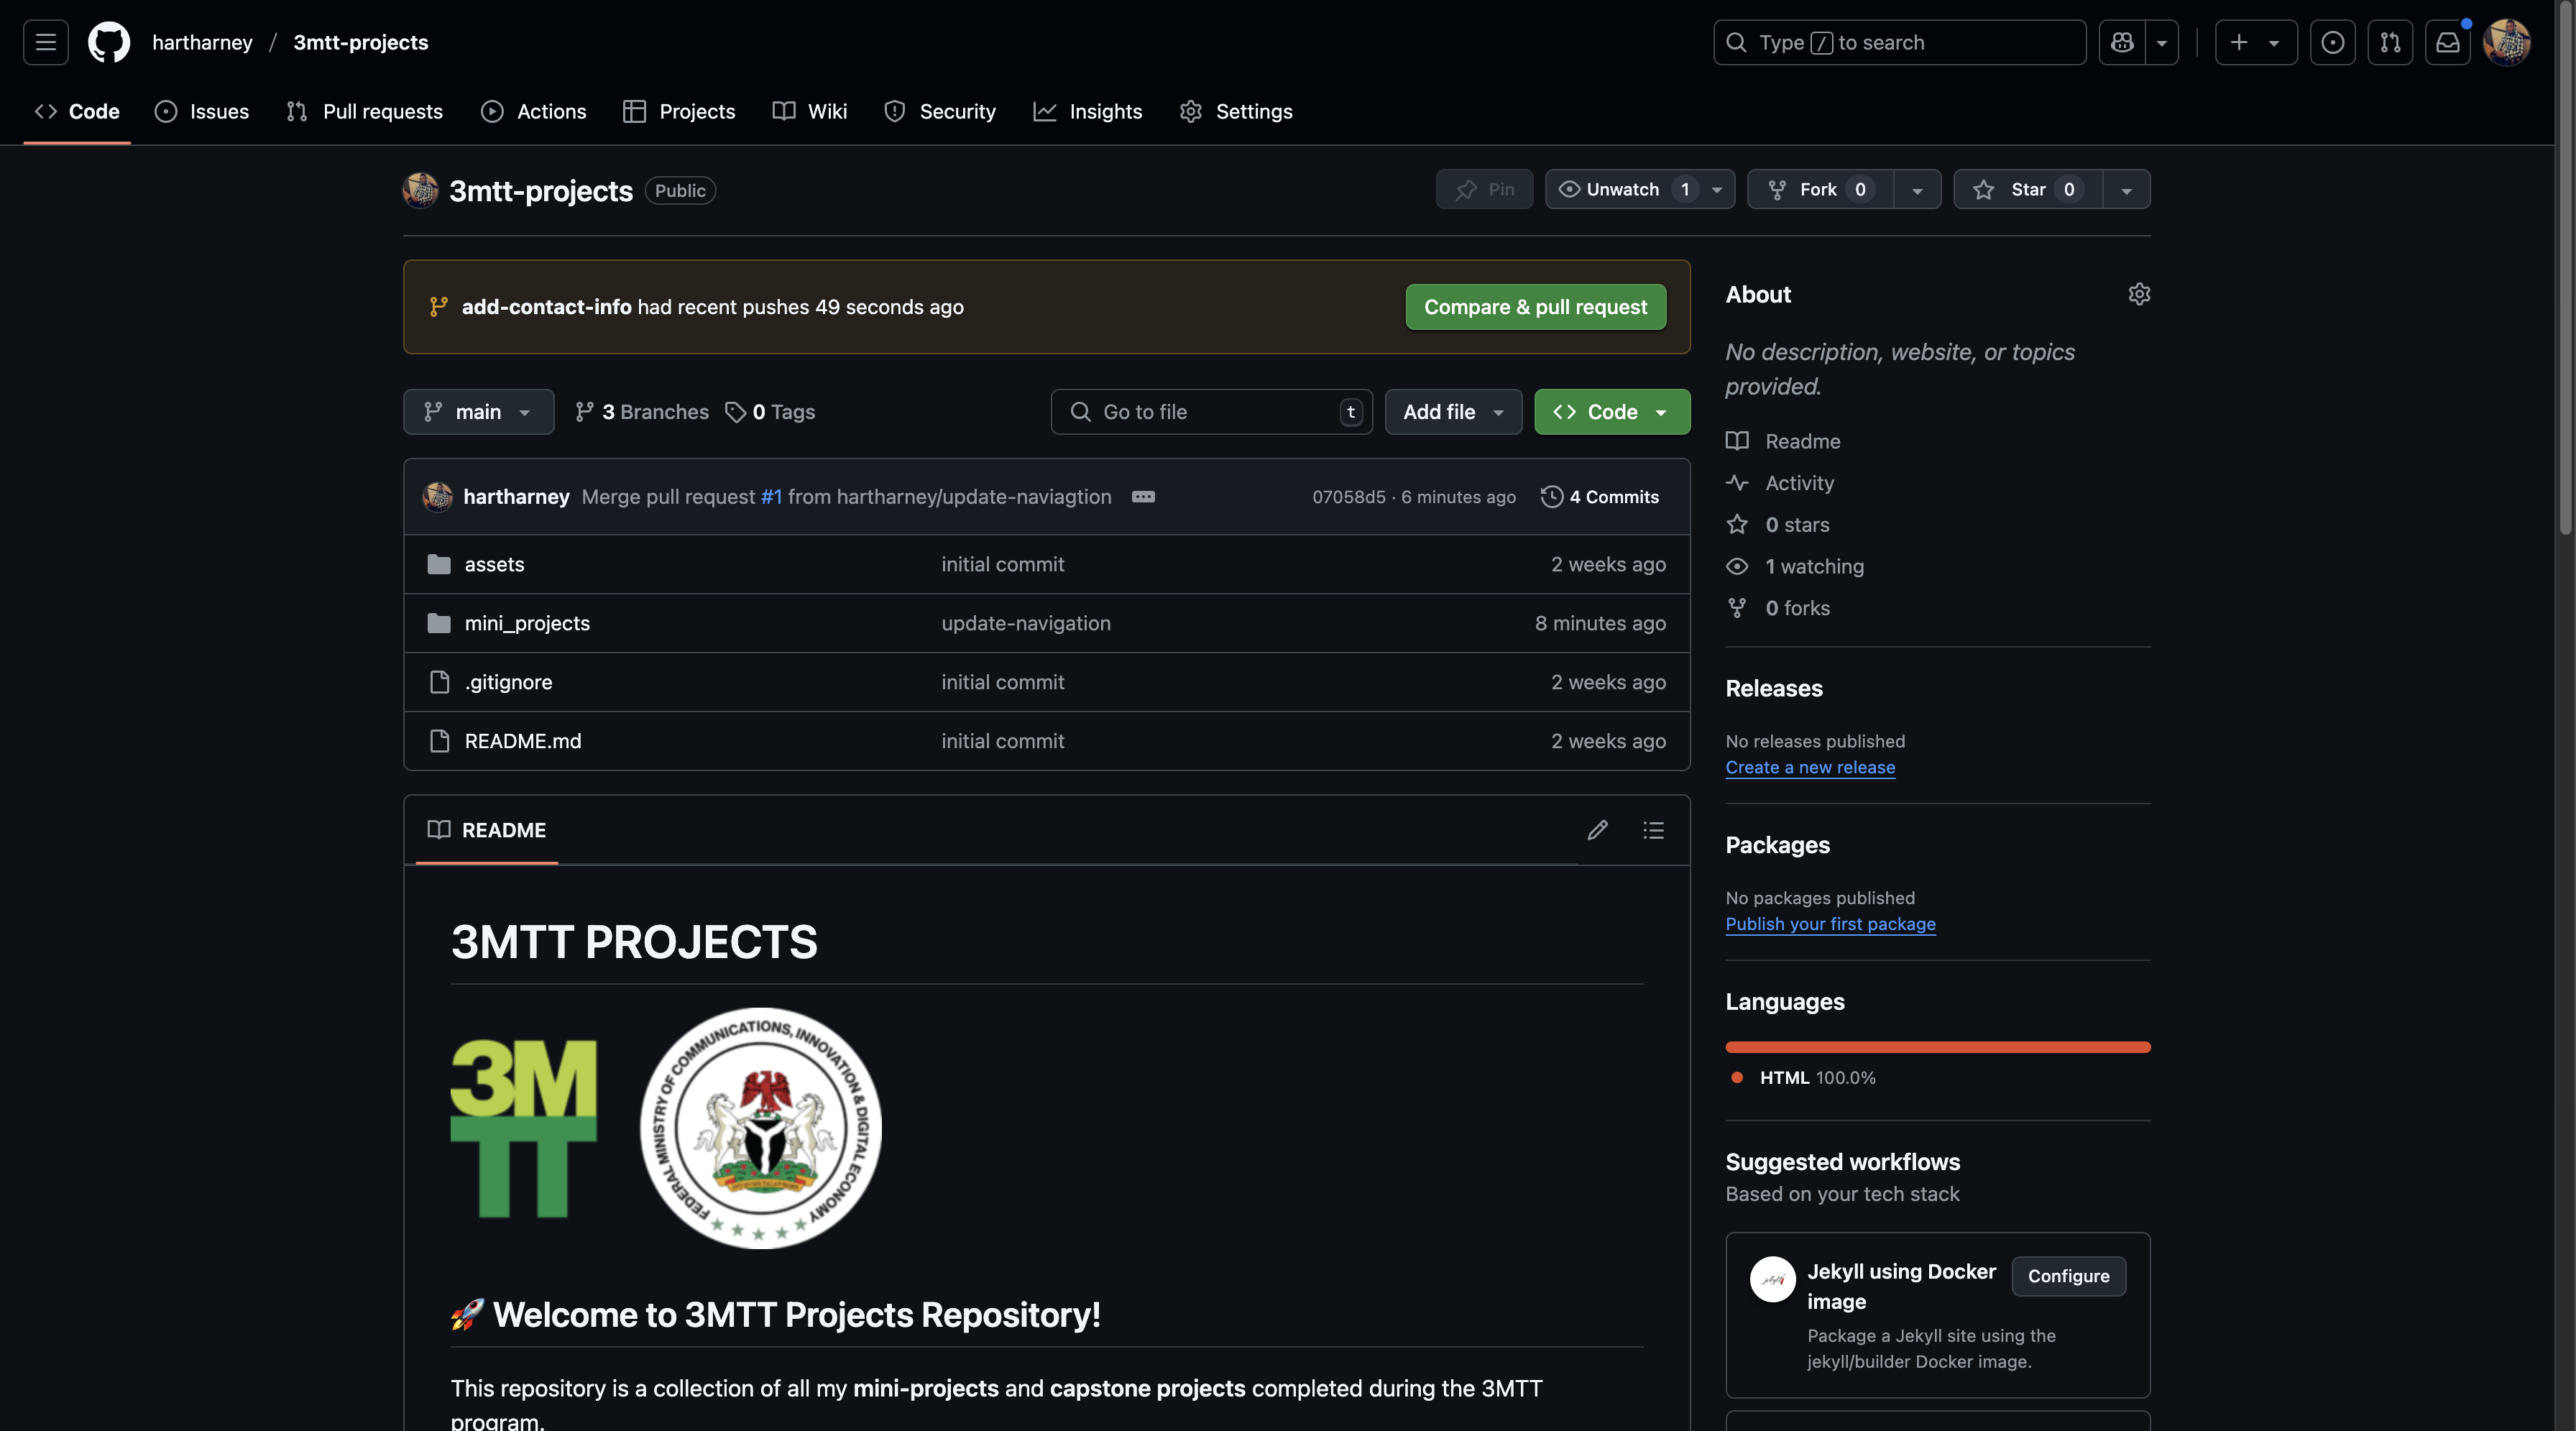 hartharney / 3mtt-projects
Type / to search
Code Issues Pull requests Actions Projects Wiki Security Insights Settings
3mtt-projects Public
Pin Unwatch 1 Fork 0 Star 0
add-contact-info had recent pushes 49 seconds ago
Compare & pull request
main 3 Branches 0 Tags
Go to file t
Add file
Code
hartharney Merge pull request #1 from hartharney/update-naviagtion
07058d5 · 6 minutes ago
4 Commits
assets initial commit 2 weeks ago
mini_projects update-navigation 8 minutes ago
.gitignore initial commit 2 weeks ago
README.md initial commit 2 weeks ago
README
3MTT PROJECTS
3M
TT
FEDERAL MINISTRY OF COMMUNICATIONS, INNOVATION & DIGITAL ECONOMY
🚀 Welcome to 3MTT Projects Repository!
This repository is a collection of all my mini-projects and capstone projects completed during the 3MTT
program.
About
No description, website, or topics
provided.
Readme
Activity
0 stars
1 watching
0 forks
Releases
No releases published
Create a new release
Packages
No packages published
Publish your first package
Languages
HTML 100.0%
Suggested workflows
Based on your tech stack
jekyll
Jekyll using Docker
image
Configure
Package a Jekyll site using the
jekyll/builder Docker image.